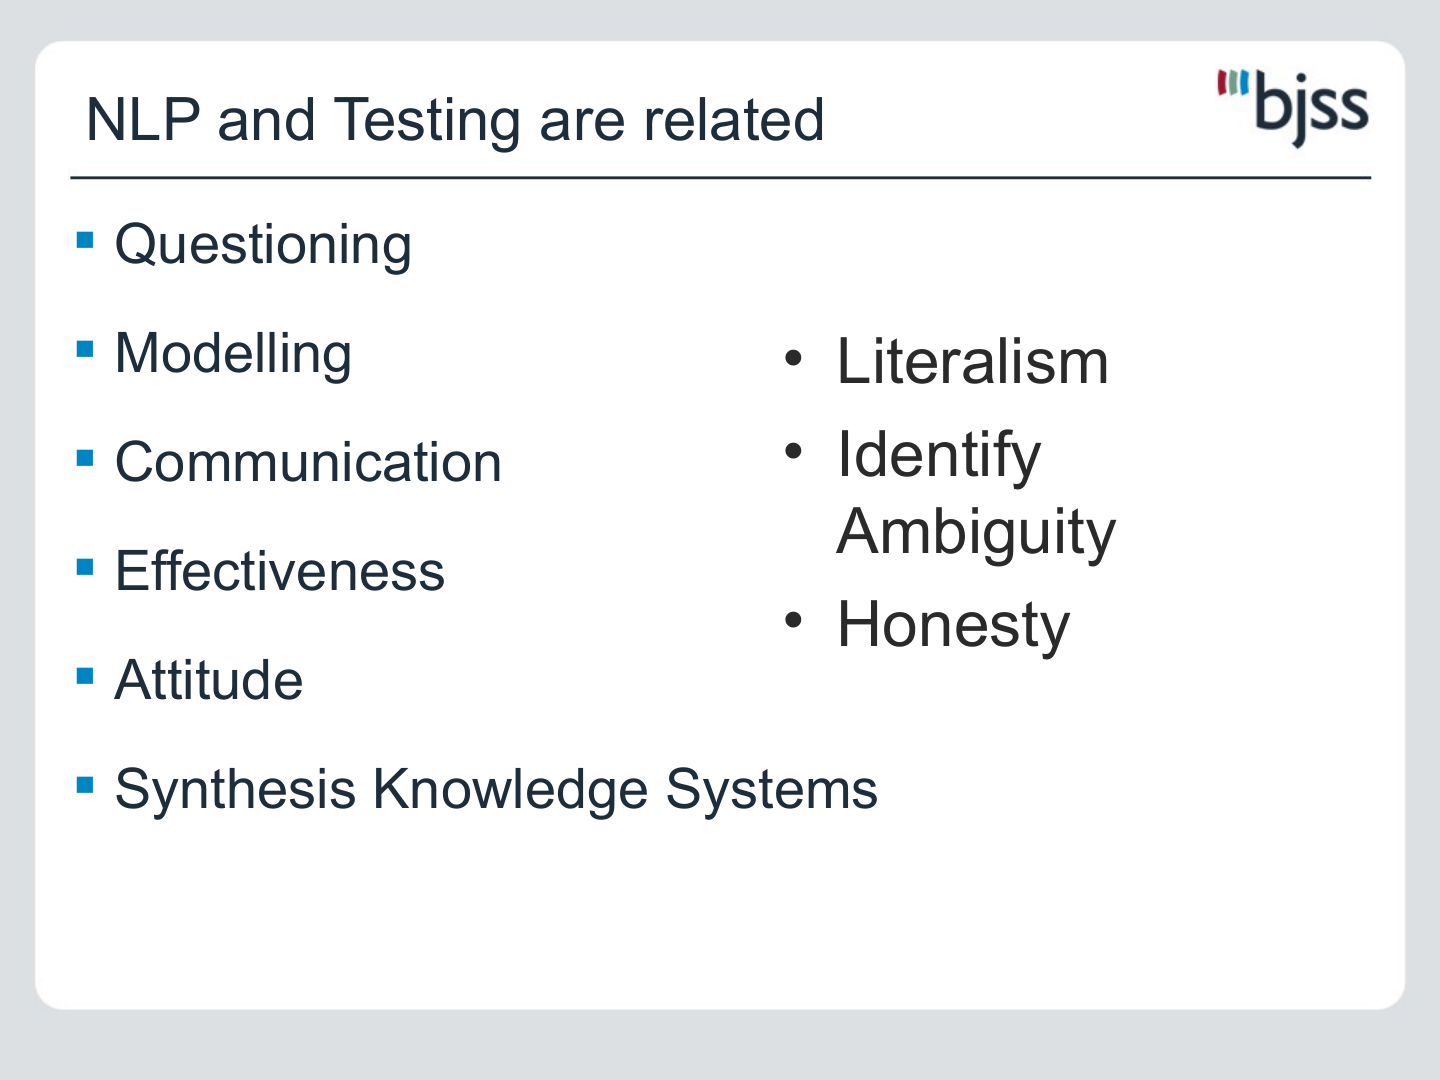 NLP and Testing are related
bjss
Questioning
Modelling
Communication
Effectiveness
Attitude
Synthesis Knowledge Systems
Literalism
Identify
Ambiguity
Honesty